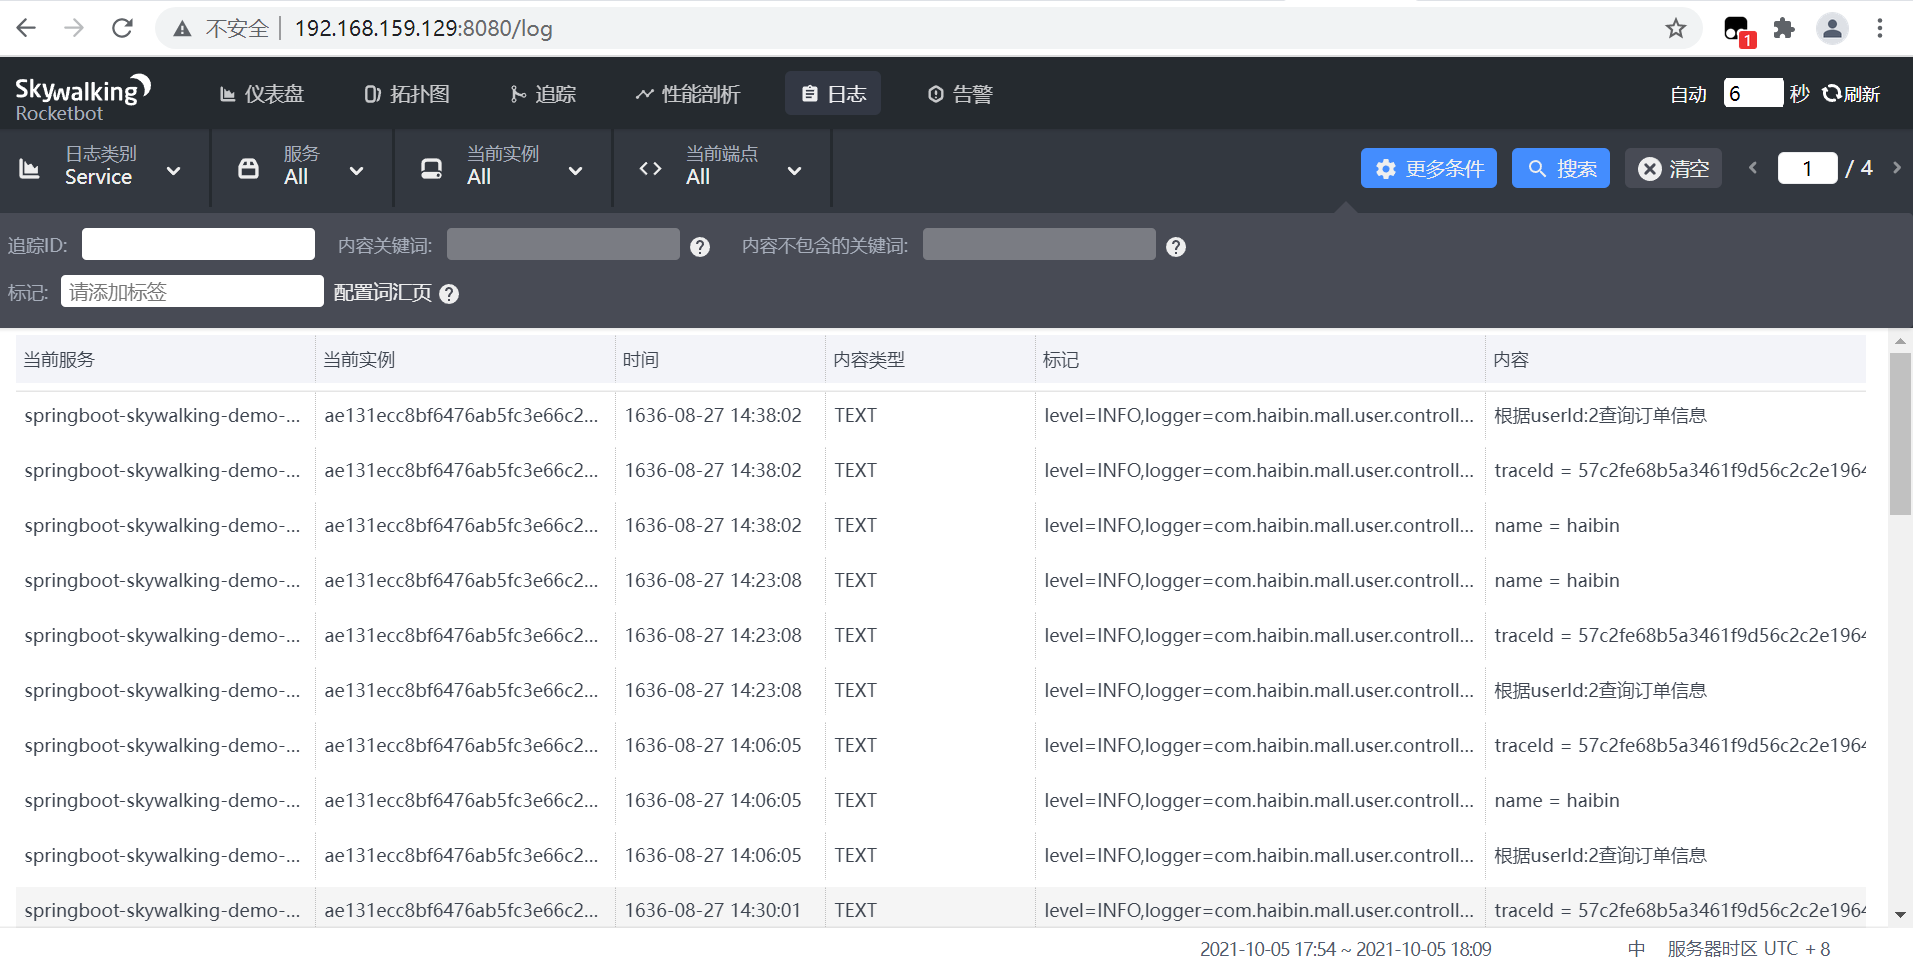 不安全 192.168.159.129:8080/log
1
Skywalking
Rocketbot
仪表盘 拓扑图 追踪 性能剖析 日志 告警 自动 6 秒 刷新
日志类别 服务 当前实例 当前端点
Service All All All
更多条件 搜索 清空 1 / 4
追踪ID: 内容关键词: ? 内容不包含的关键词: ?
标记: 请添加标签 配置词汇页 ?
当前服务 当前实例 时间 内容类型 标记 内容
springboot-skywalking-demo-... ae131ecc8bf6476ab5fc3e66c2... 1636-08-27 14:38:02 TEXT level=INFO,logger=com.haibin.mall.user.controll... 根据userId:2查询订单信息
springboot-skywalking-demo-... ae131ecc8bf6476ab5fc3e66c2... 1636-08-27 14:38:02 TEXT level=INFO,logger=com.haibin.mall.user.controll... traceId = 57c2fe68b5a3461f9d56c2c2e1964
springboot-skywalking-demo-... ae131ecc8bf6476ab5fc3e66c2... 1636-08-27 14:38:02 TEXT level=INFO,logger=com.haibin.mall.user.controll... name = haibin
springboot-skywalking-demo-... ae131ecc8bf6476ab5fc3e66c2... 1636-08-27 14:23:08 TEXT level=INFO,logger=com.haibin.mall.user.controll... name = haibin
springboot-skywalking-demo-... ae131ecc8bf6476ab5fc3e66c2... 1636-08-27 14:23:08 TEXT level=INFO,logger=com.haibin.mall.user.controll... traceId = 57c2fe68b5a3461f9d56c2c2e1964
springboot-skywalking-demo-... ae131ecc8bf6476ab5fc3e66c2... 1636-08-27 14:23:08 TEXT level=INFO,logger=com.haibin.mall.user.controll... 根据userId:2查询订单信息
springboot-skywalking-demo-... ae131ecc8bf6476ab5fc3e66c2... 1636-08-27 14:06:05 TEXT level=INFO,logger=com.haibin.mall.user.controll... traceId = 57c2fe68b5a3461f9d56c2c2e1964
springboot-skywalking-demo-... ae131ecc8bf6476ab5fc3e66c2... 1636-08-27 14:06:05 TEXT level=INFO,logger=com.haibin.mall.user.controll... name = haibin
springboot-skywalking-demo-... ae131ecc8bf6476ab5fc3e66c2... 1636-08-27 14:06:05 TEXT level=INFO,logger=com.haibin.mall.user.controll... 根据userId:2查询订单信息
springboot-skywalking-demo-... ae131ecc8bf6476ab5fc3e66c2... 1636-08-27 14:30:01 TEXT level=INFO,logger=com.haibin.mall.user.controll... traceId = 57c2fe68b5a3461f9d56c2c2e1964
2021-10-05 17:54 ~ 2021-10-05 18:09 中 服务器时区 UTC + 8